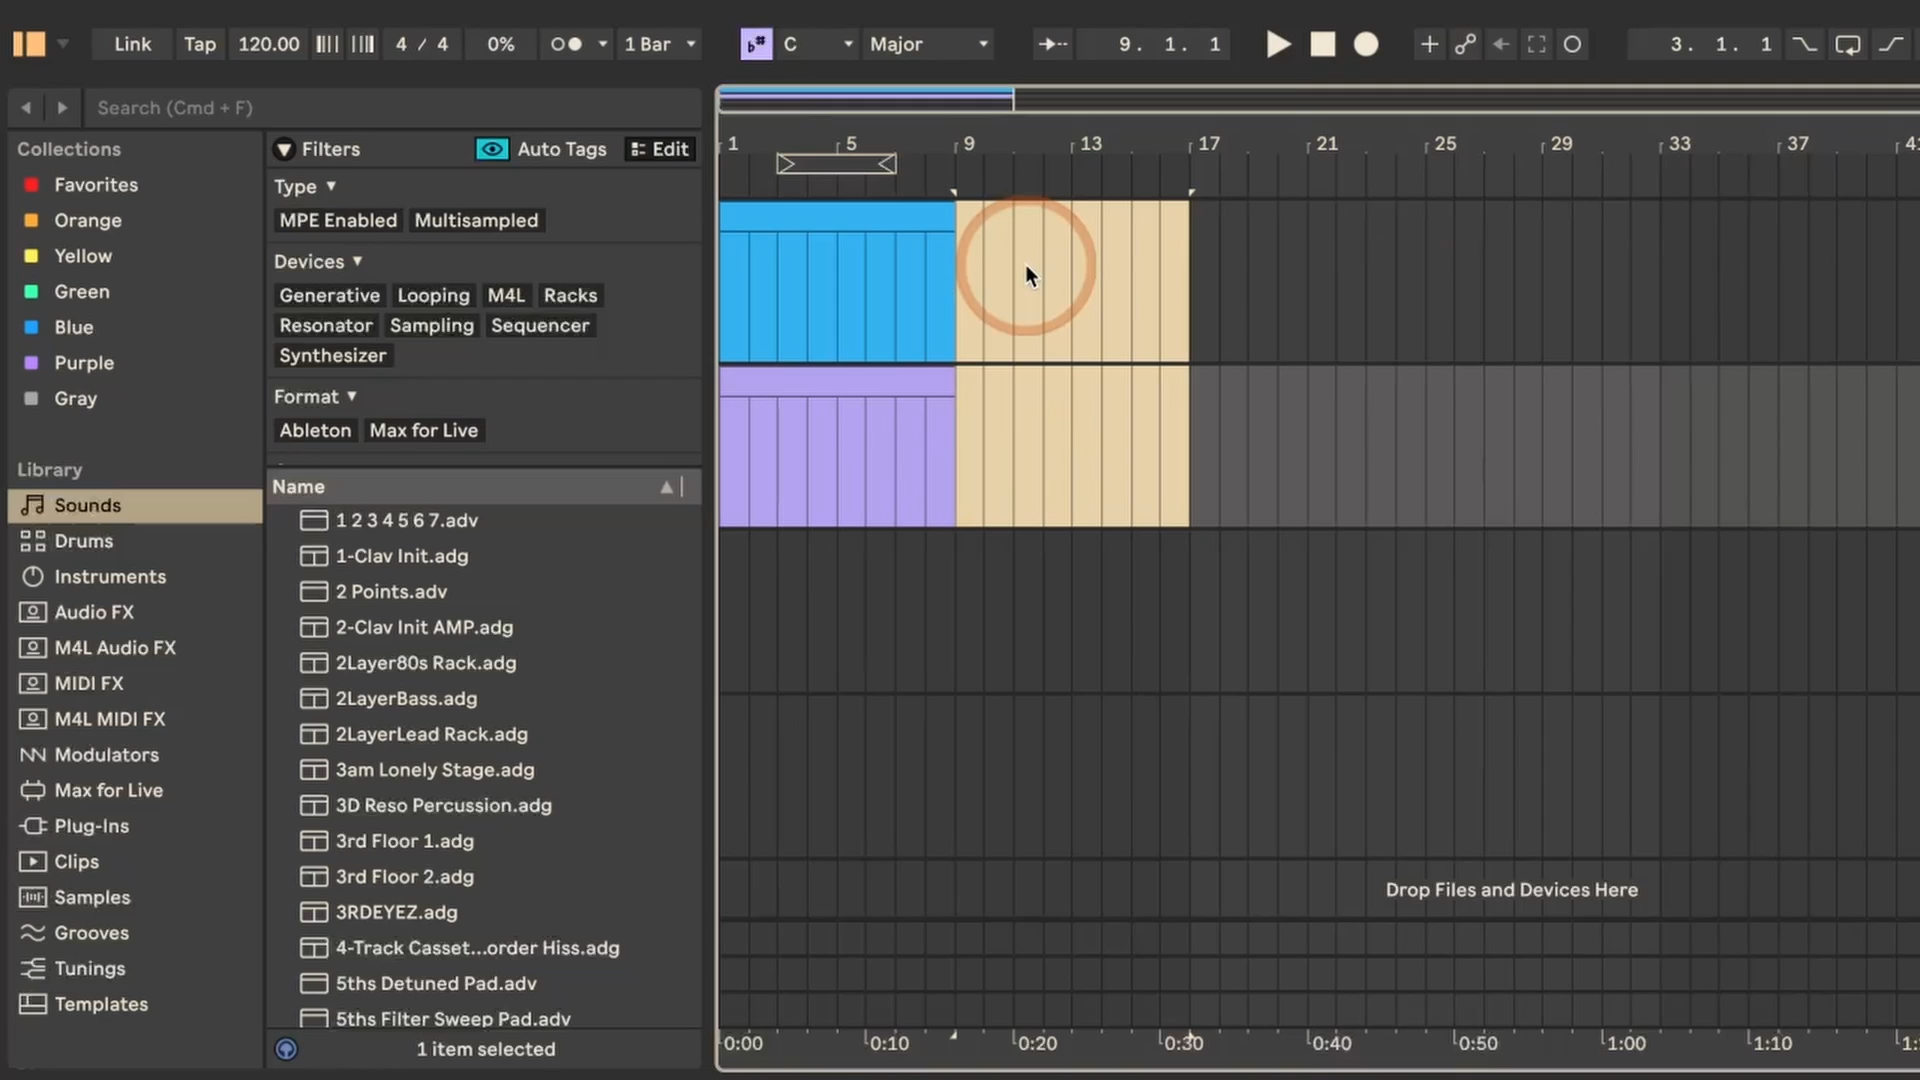 Link Tap 120.00 4 / 4 0% 1 Bar C Major 9. 1. 1 3. 1. 1
Search (Cmd + F)
Collections
Favorites
Orange
Yellow
Green
Blue
Purple
Gray
Library
Sounds
Drums
Instruments
Audio FX
M4L Audio FX
MIDI FX
M4L MIDI FX
Modulators
Max for Live
Plug-Ins
Clips
Samples
Grooves
Tunings
Templates
Filters Auto Tags Edit
Type
MPE Enabled Multisampled
Devices
Generative Looping M4L Racks
Resonator Sampling Sequencer
Synthesizer
Format
Ableton Max for Live
Name
1 2 3 4 5 6 7.adv
1-Clav Init.adg
2 Points.adv
2-Clav Init AMP.adg
2Layer80s Rack.adg
2LayerBass.adg
2LayerLead Rack.adg
3am Lonely Stage.adg
3D Reso Percussion.adg
3rd Floor 1.adg
3rd Floor 2.adg
3RDEYEZ.adg
4-Track Casset...order Hiss.adg
5ths Detuned Pad.adv
5ths Filter Sweep Pad.adv
1 item selected
1 5 9 13 17 21 25 29 33 37 41
Drop Files and Devices Here
0:00 0:10 0:20 0:30 0:40 0:50 1:00 1:10